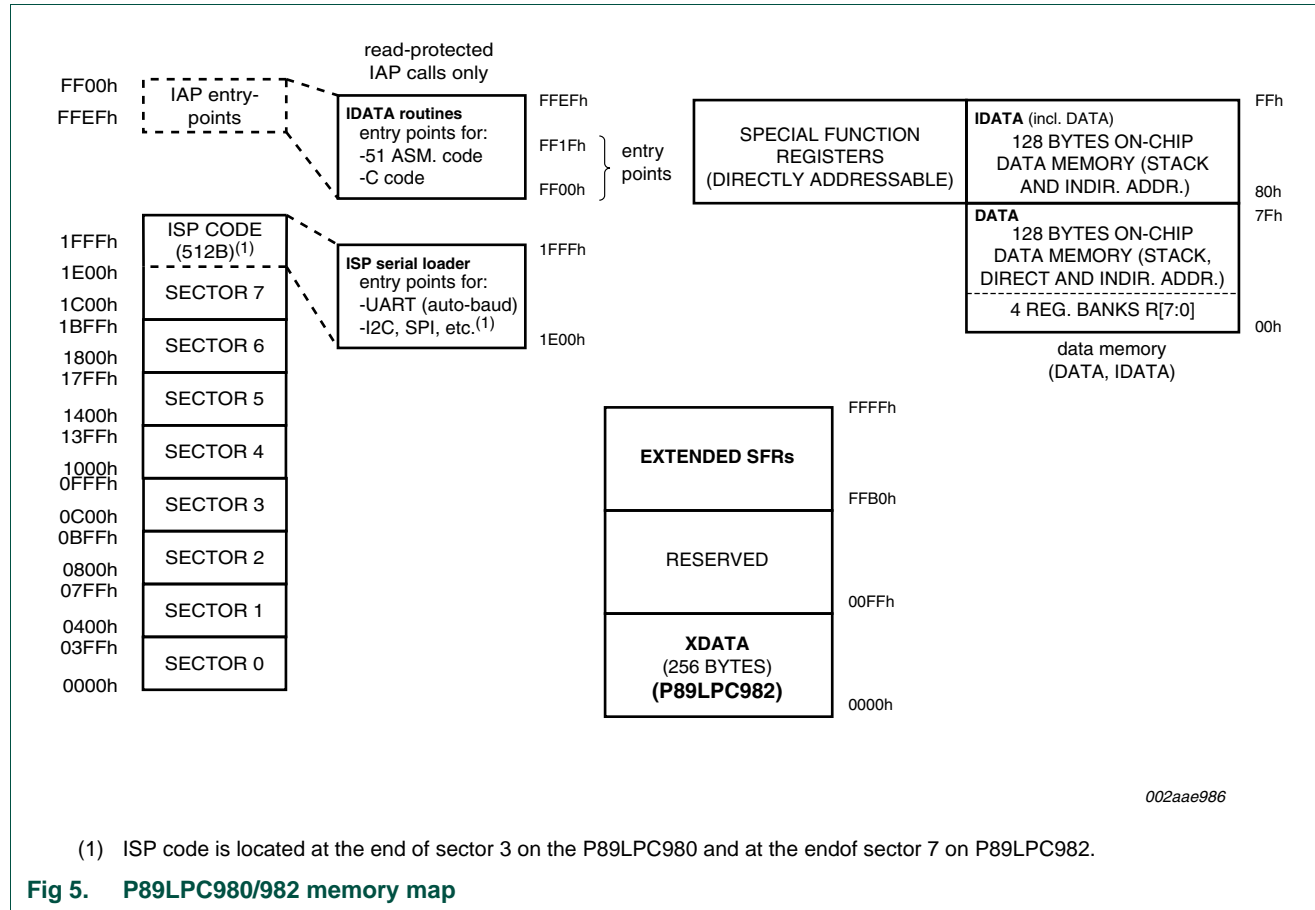 read-protected
IAP calls only
FF00h
FFEFh
IAP entry-
points
IDATA routines
entry points for:
-51 ASM. code
-C code
FFEFh
FF1Fh
FF00h
entry
points
SPECIAL FUNCTION
REGISTERS
(DIRECTLY ADDRESSABLE)
IDATA (incl. DATA)
128 BYTES ON-CHIP
DATA MEMORY (STACK
AND INDIR. ADDR.)
FFh
80h
DATA
128 BYTES ON-CHIP
DATA MEMORY (STACK,
DIRECT AND INDIR. ADDR.)
4 REG. BANKS R[7:0]
7Fh
00h
data memory
(DATA, IDATA)
ISP CODE
(512B)(1)
1FFFh
1E00h
SECTOR 7
1C00h
1BFFh
SECTOR 6
1800h
17FFh
SECTOR 5
1400h
13FFh
SECTOR 4
1000h
0FFFh
SECTOR 3
0C00h
0BFFh
SECTOR 2
0800h
07FFh
SECTOR 1
0400h
03FFh
SECTOR 0
0000h
ISP serial loader
entry points for:
-UART (auto-baud)
-I2C, SPI, etc.(1)
1FFFh
1E00h
FFFFh
EXTENDED SFRs
FFB0h
RESERVED
00FFh
XDATA
(256 BYTES)
(P89LPC982)
0000h
002aae986
(1) ISP code is located at the end of sector 3 on the P89LPC980 and at the endof sector 7 on P89LPC982.
Fig 5. P89LPC980/982 memory map